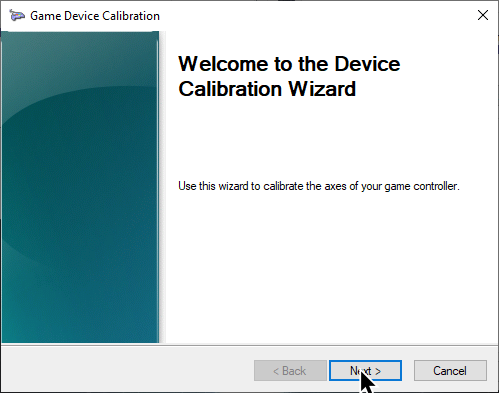 Game Device Calibration
Welcome to the Device
Calibration Wizard
Use this wizard to calibrate the axes of your game controller.
< Back
Next >
Cancel